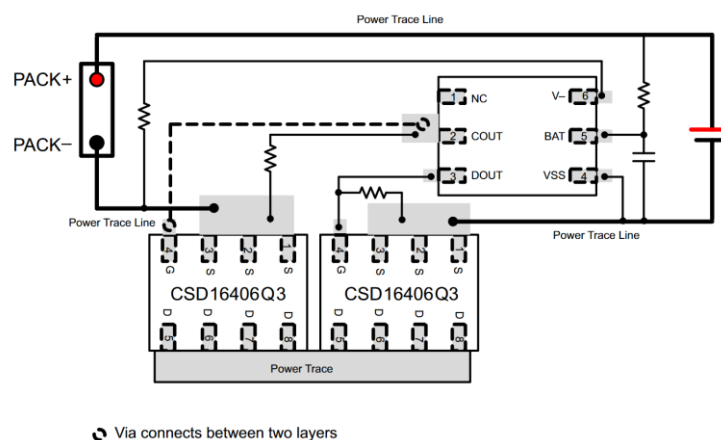 Power Trace Line
PACK+
PACK–
1 NC V– 6
2 COUT BAT 5
3 DOUT VSS 4
Power Trace Line
Power Trace Line
4 3 2 1
G S S S
CSD16406Q3
D D D D
5 6 7 8
4 3 2 1
G S S S
CSD16406Q3
D D D D
5 6 7 8
Power Trace
Via connects between two layers